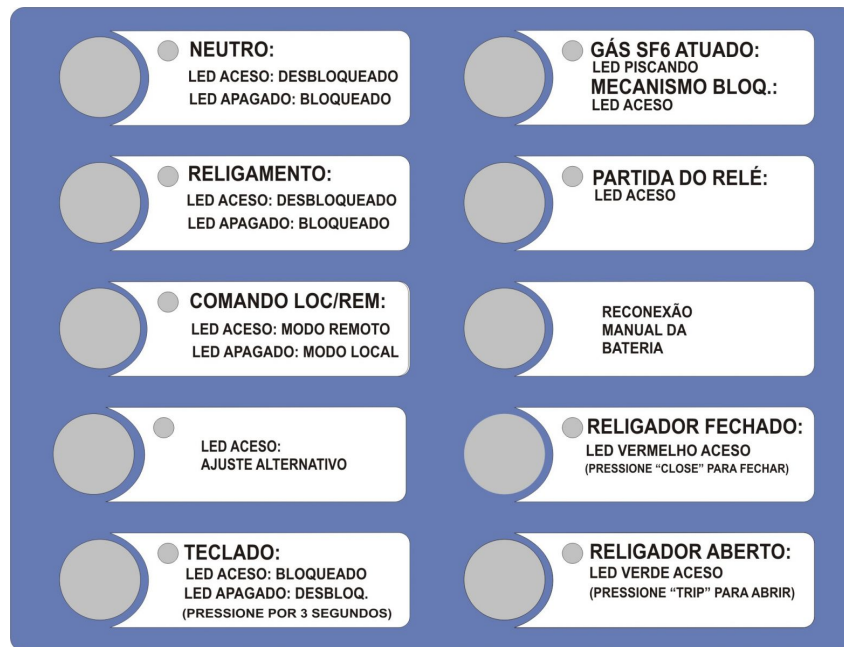 NEUTRO:
LED ACESO: DESBLOQUEADO
LED APAGADO: BLOQUEADO
RELIGAMENTO:
LED ACESO: DESBLOQUEADO
LED APAGADO: BLOQUEADO
COMANDO LOC/REM:
LED ACESO: MODO REMOTO
LED APAGADO: MODO LOCAL
LED ACESO:
AJUSTE ALTERNATIVO
TECLADO:
LED ACESO: BLOQUEADO
LED APAGADO: DESBLOQ.
(PRESSIONE POR 3 SEGUNDOS)
GÁS SF6 ATUADO:
LED PISCANDO
MECANISMO BLOQ.:
LED ACESO
PARTIDA DO RELÉ:
LED ACESO
RECONEXÃO
MANUAL DA
BATERIA
RELIGADOR FECHADO:
LED VERMELHO ACESO
(PRESSIONE “CLOSE” PARA FECHAR)
RELIGADOR ABERTO:
LED VERDE ACESO
(PRESSIONE “TRIP” PARA ABRIR)